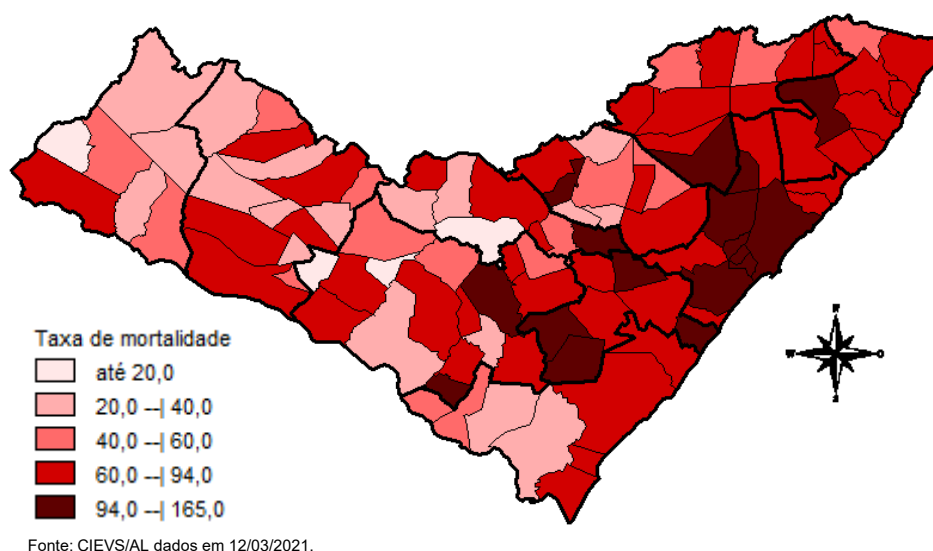 Taxa de mortalidade
até 20,0
20,0 --| 40,0
40,0 --| 60,0
60,0 --| 94,0
94,0 --| 165,0
Fonte: CIEVS/AL dados em 12/03/2021.